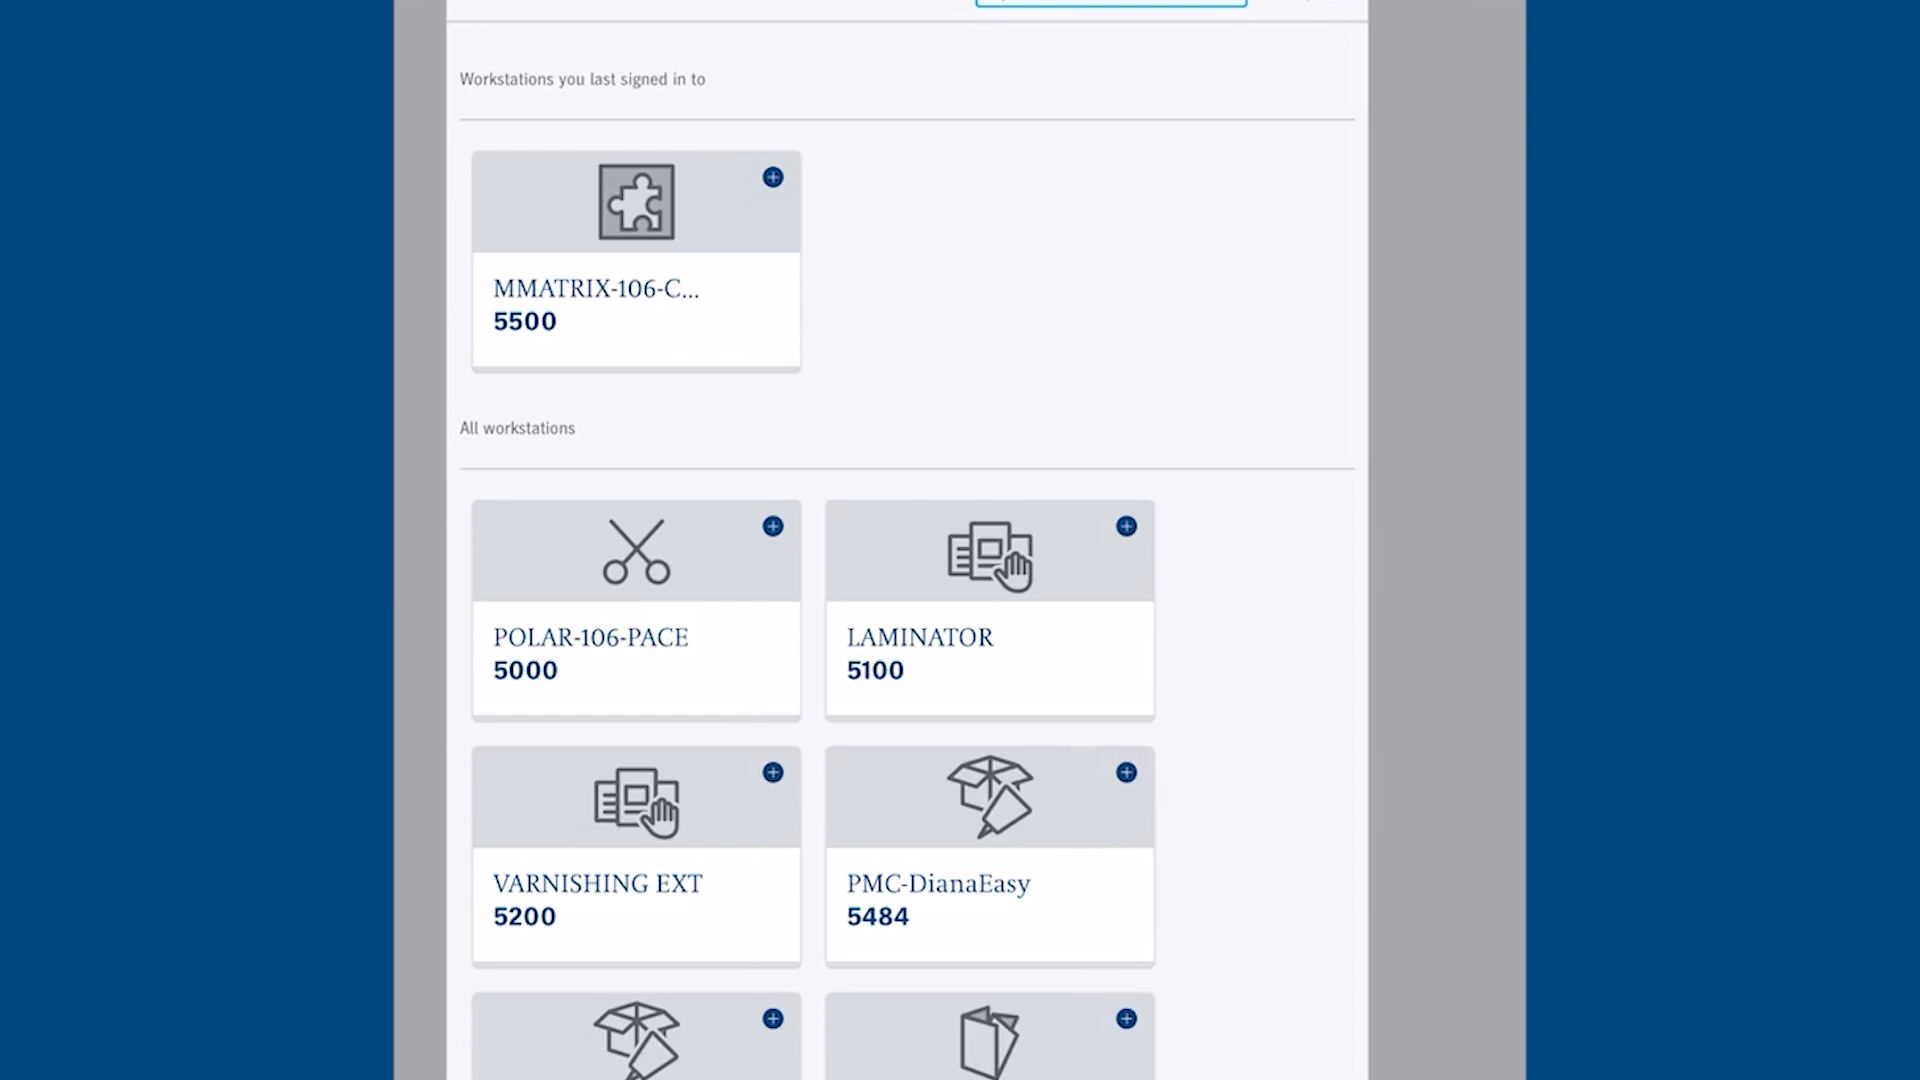 Workstations you last signed in to
MMATRIX-106-C...
5500
All workstations
POLAR-106-PACE
5000
LAMINATOR
5100
VARNISHING EXT
5200
PMC-DianaEasy
5484